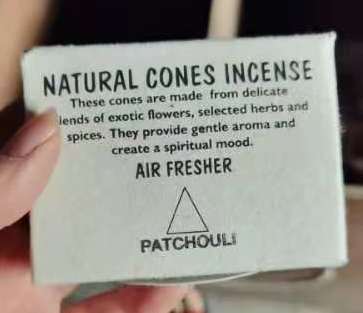 NATURAL CONES INCENSE
These cones are made from delicate
lends of exotic flowers, selected herbs and
spices. They provide gentle aroma and
create a spiritual mood.
AIR FRESHER
PATCHOULI